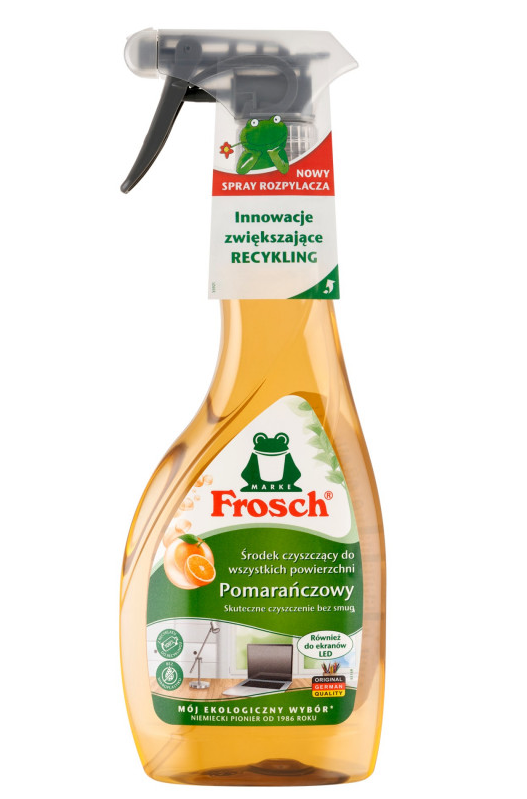 NOWY
SPRAY ROZPYLACZA
Innowacje
zwiększające
RECYKLING
MARKE
Frosch®
Środek czyszczący do
wszystkich powierzchni
Pomarańczowy
Skuteczne czyszczenie bez smug
Również
do ekranów
LED
BEZ
ORIGINAL
GERMAN
QUALITY
MÓJ EKOLOGICZNY WYBÓR*
NIEMIECKI PIONIER OD 1986 ROKU